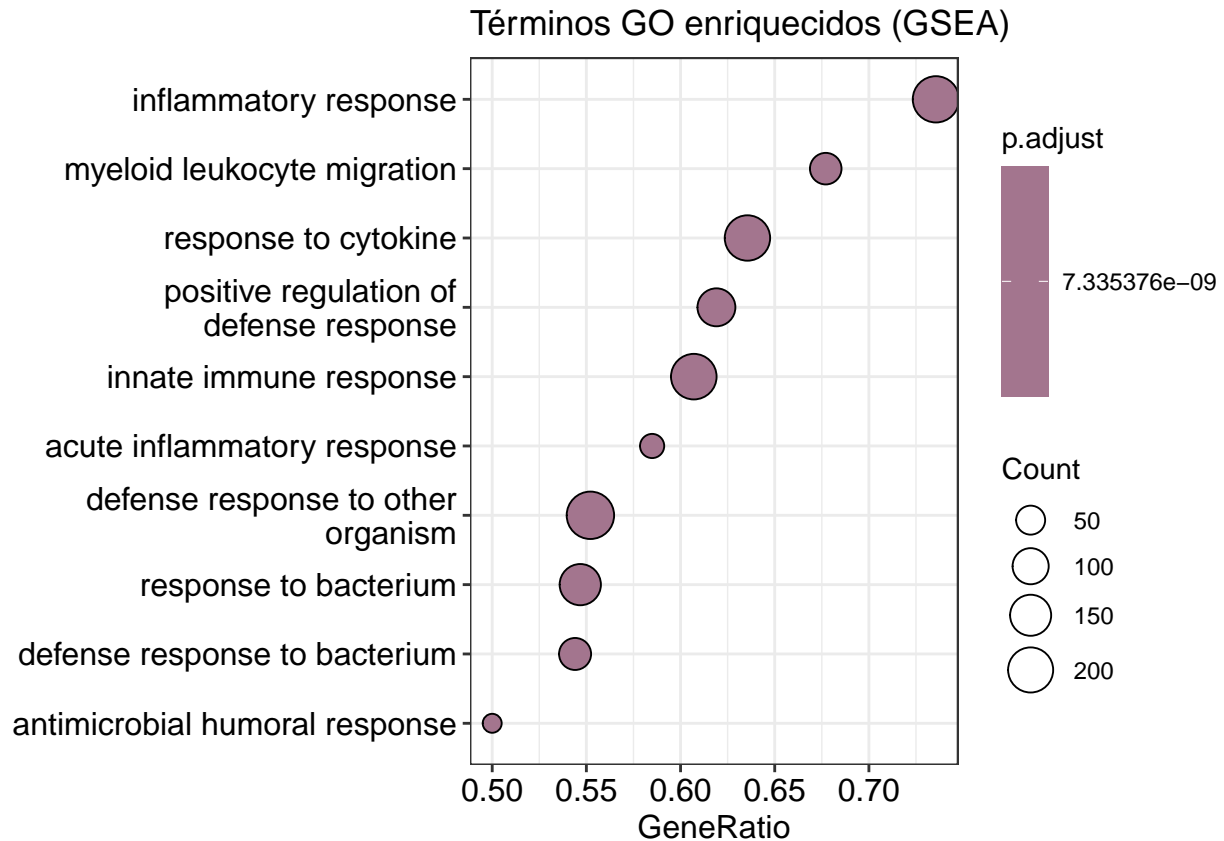 Términos GO enriquecidos (GSEA)
inflammatory response
myeloid leukocyte migration
response to cytokine
positive regulation of
defense response
innate immune response
acute inflammatory response
defense response to other
organism
response to bacterium
defense response to bacterium
antimicrobial humoral response
0.50 0.55 0.60 0.65 0.70
GeneRatio
p.adjust
7.335376e−09
Count
50
100
150
200